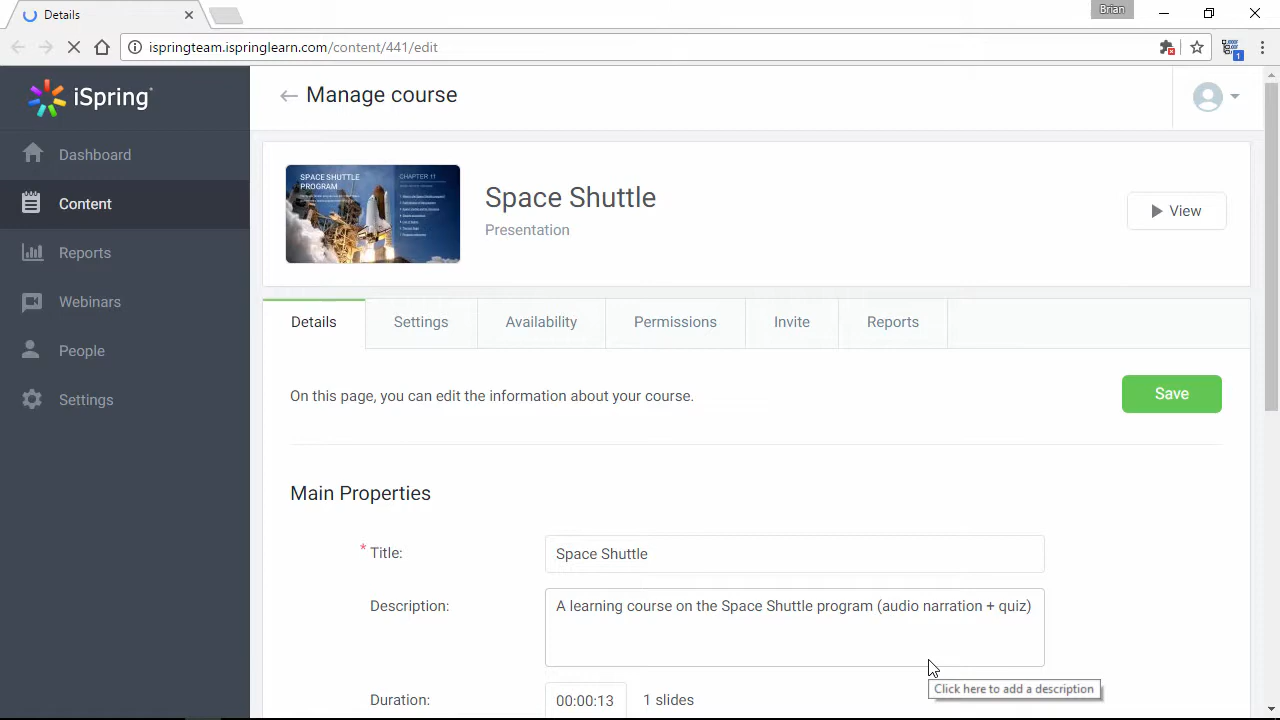 Details
Brian
ispringteam.ispringlearn.com/content/441/edit
1
iSpring
Manage course
Dashboard
Content
Reports
Webinars
People
Settings
SPACE SHUTTLE
PROGRAM
CHAPTER 11
Space Shuttle
Presentation
View
Details
Settings
Availability
Permissions
Invite
Reports
On this page, you can edit the information about your course.
Save
Main Properties
* Title:
Space Shuttle
Description:
A learning course on the Space Shuttle program (audio narration + quiz)
Click here to add a description
Duration:
00:00:13
1 slides